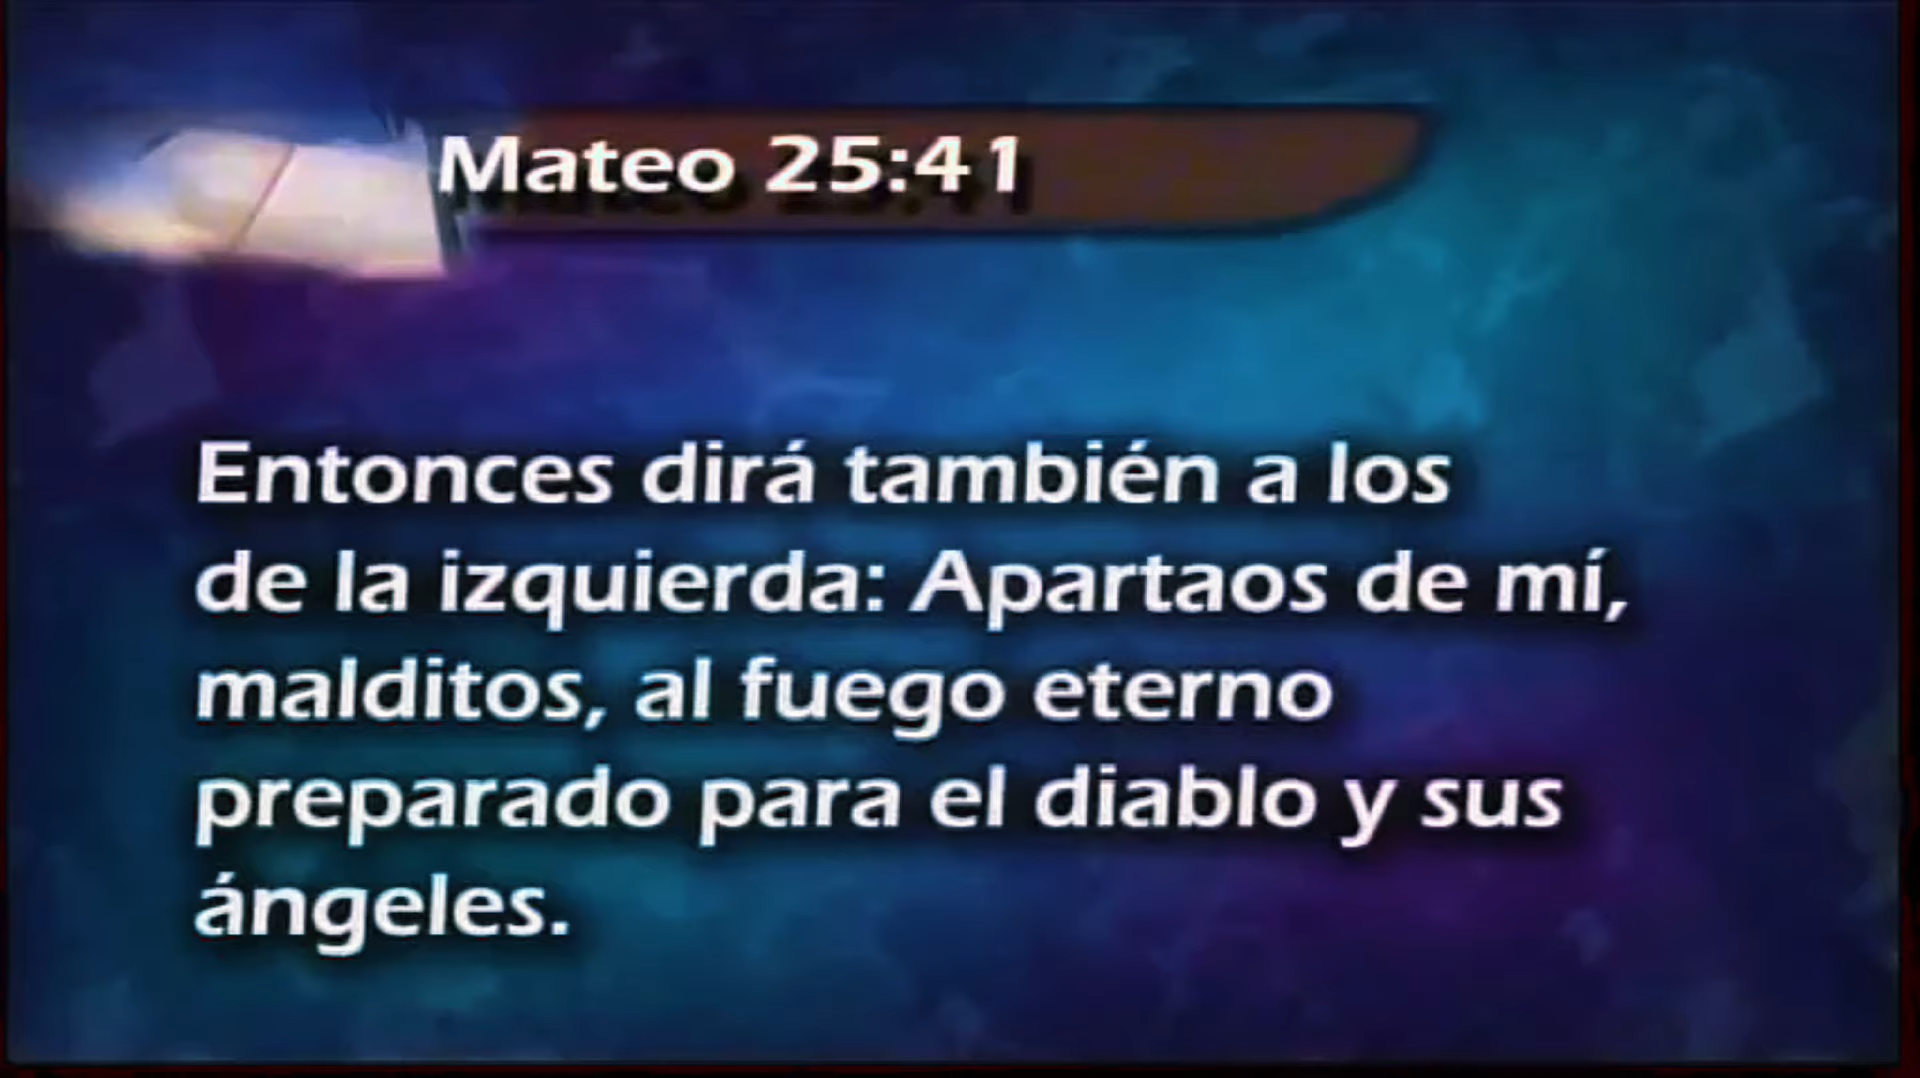 Mateo 25:41
Entonces dirá también a los
de la izquierda: Apartaos de mí,
malditos, al fuego eterno
preparado para el diablo y sus
ángeles.